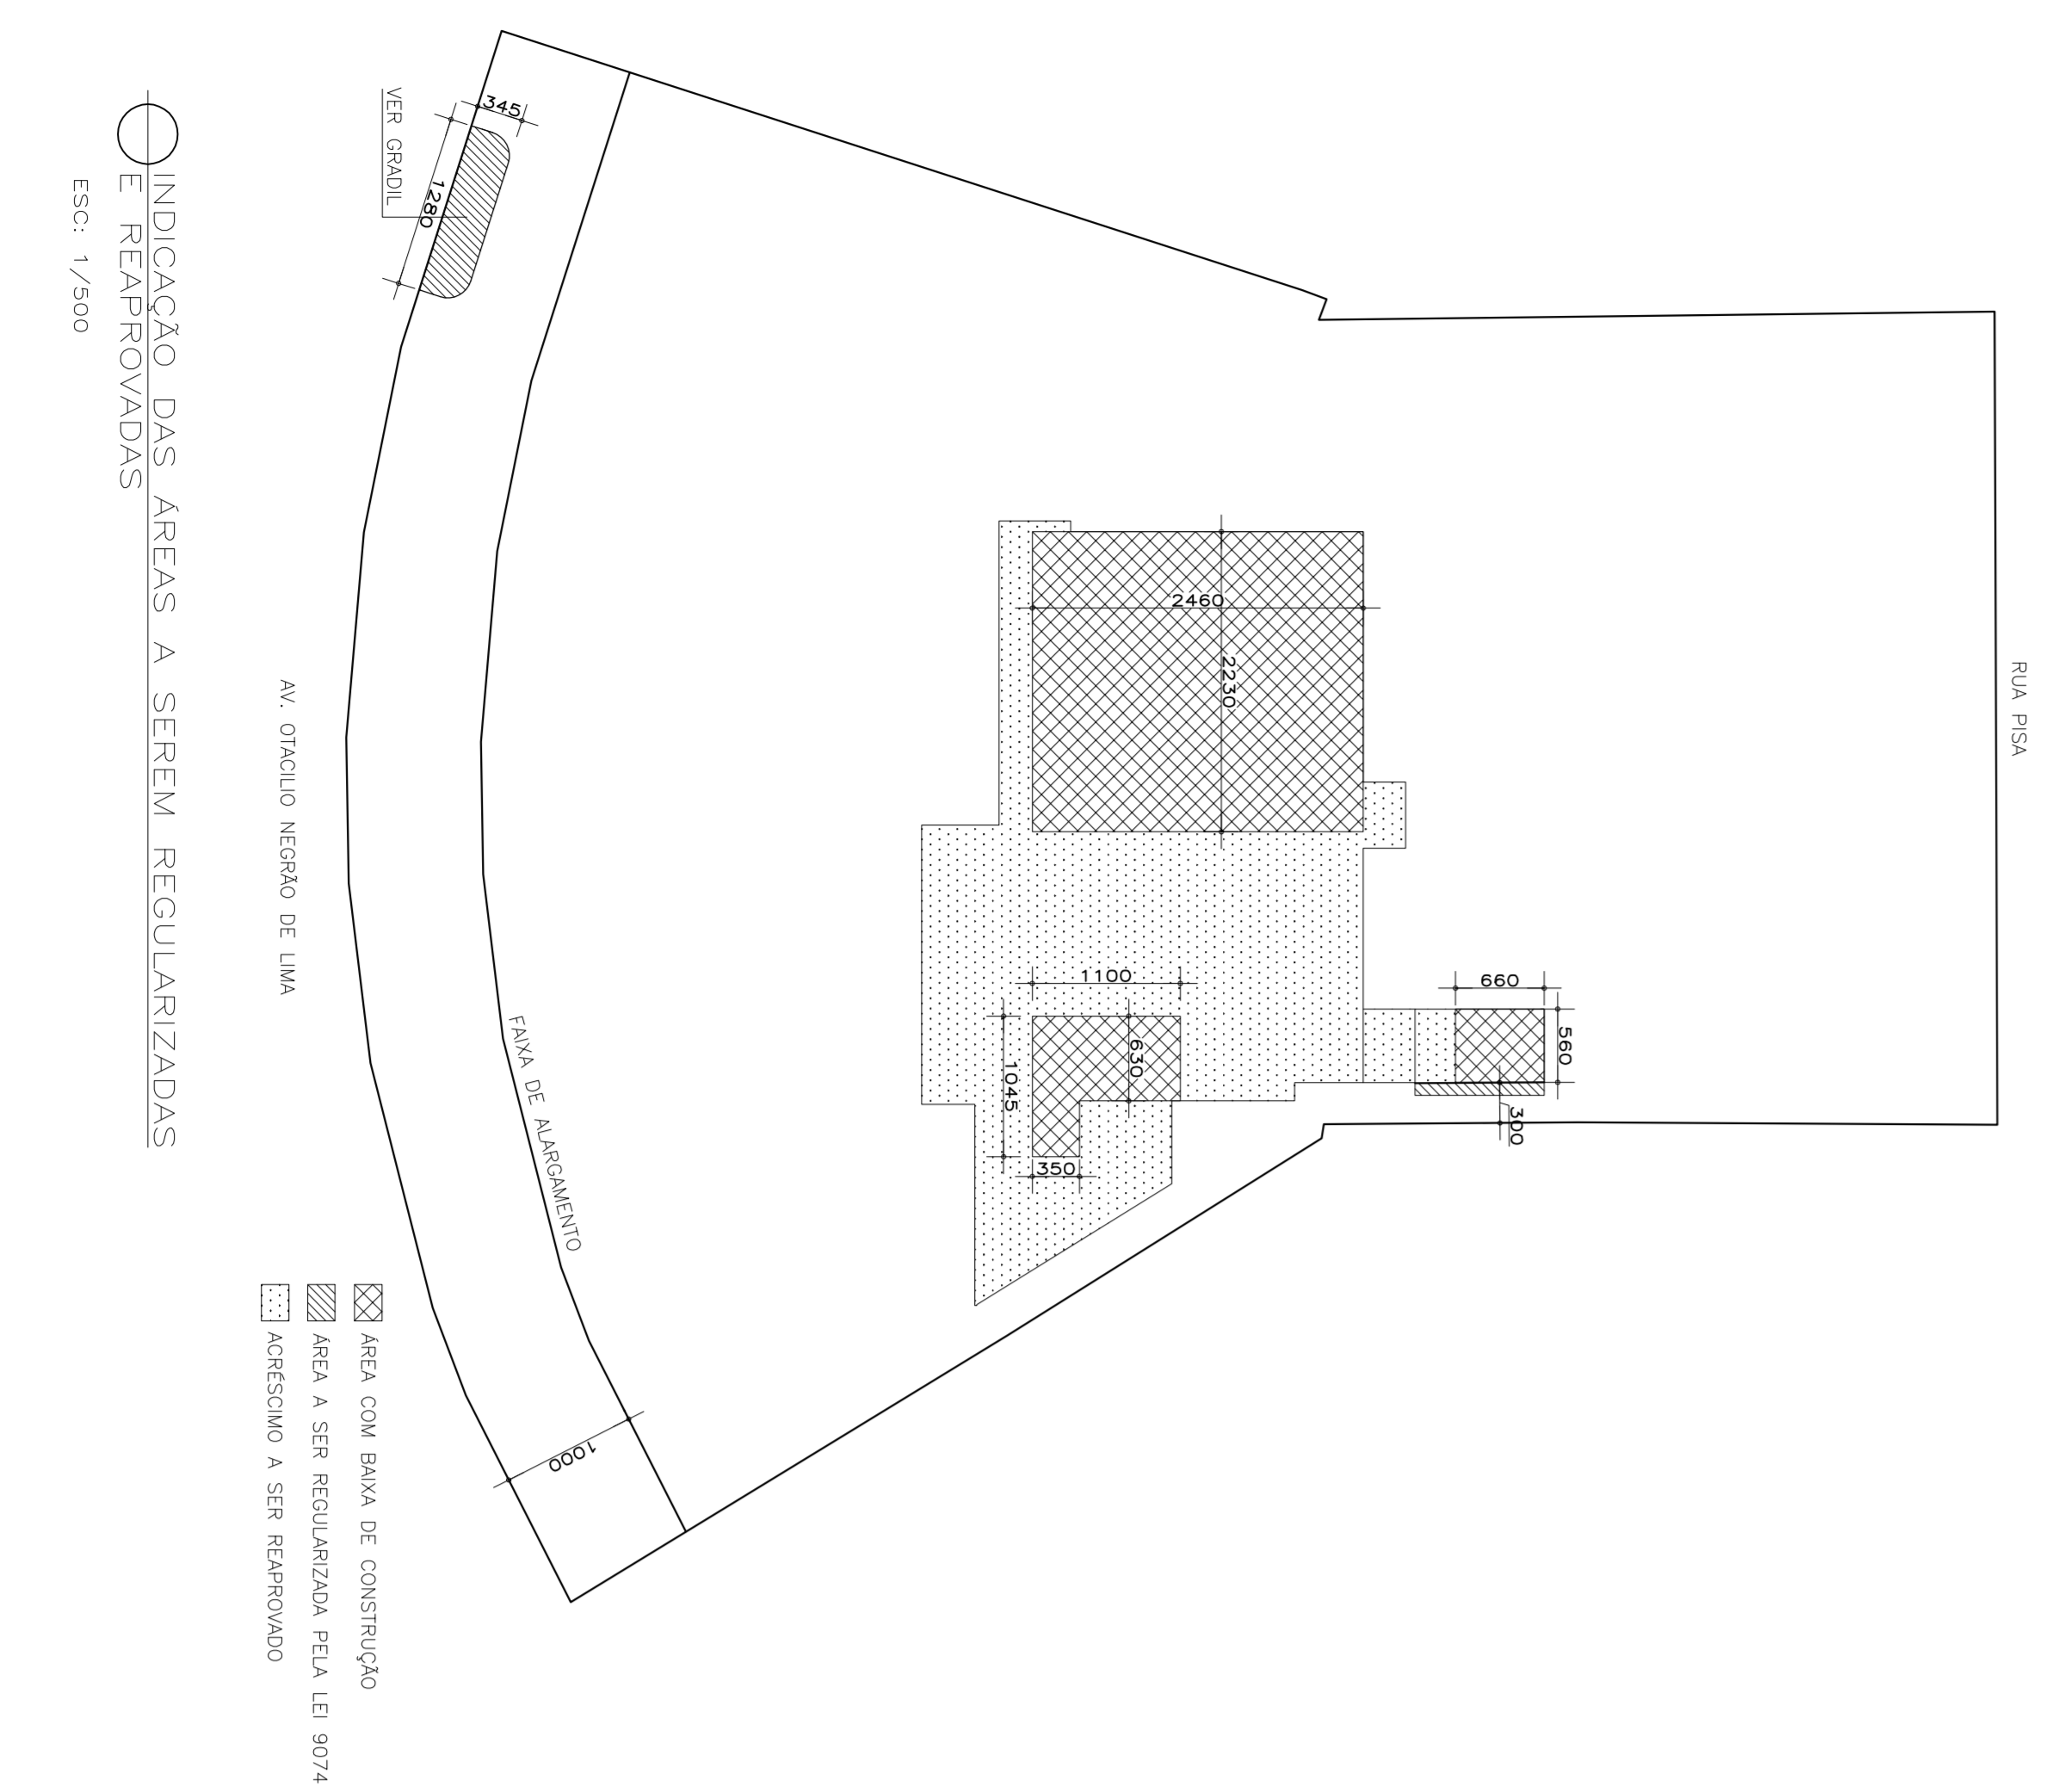 INDICAÇÃO DAS ÁREAS A SEREM REGULARIZADAS
E REAPROVADAS
ESC: 1/500
VER GRADIL
345
1280
AV. OTACILIO NEGRÃO DE LIMA
FAIXA DE ALARGAMENTO
1000
2460
2230
1100
630
1045
350
660
560
300
RUA PISA
ÁREA COM BAIXA DE CONSTRUÇÃO
ÁREA A SER REGULARIZADA PELA LEI 9074
ACRÉSCIMO A SER REAPROVADO